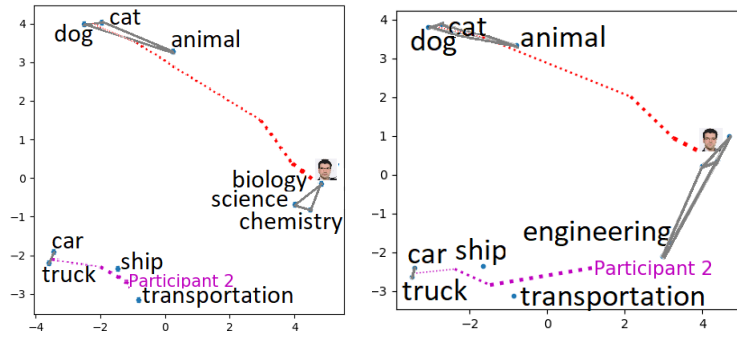 cat
dog
animal
biology
science
chemistry
car
ship
truck
Participant 2
transportation
4
3
2
1
0
−1
−2
−3
−4 −2 0 2 4
cat
dog
animal
engineering
car
ship
Participant 2
truck
transportation
4
3
2
1
0
−1
−2
−3
−2 0 2 4